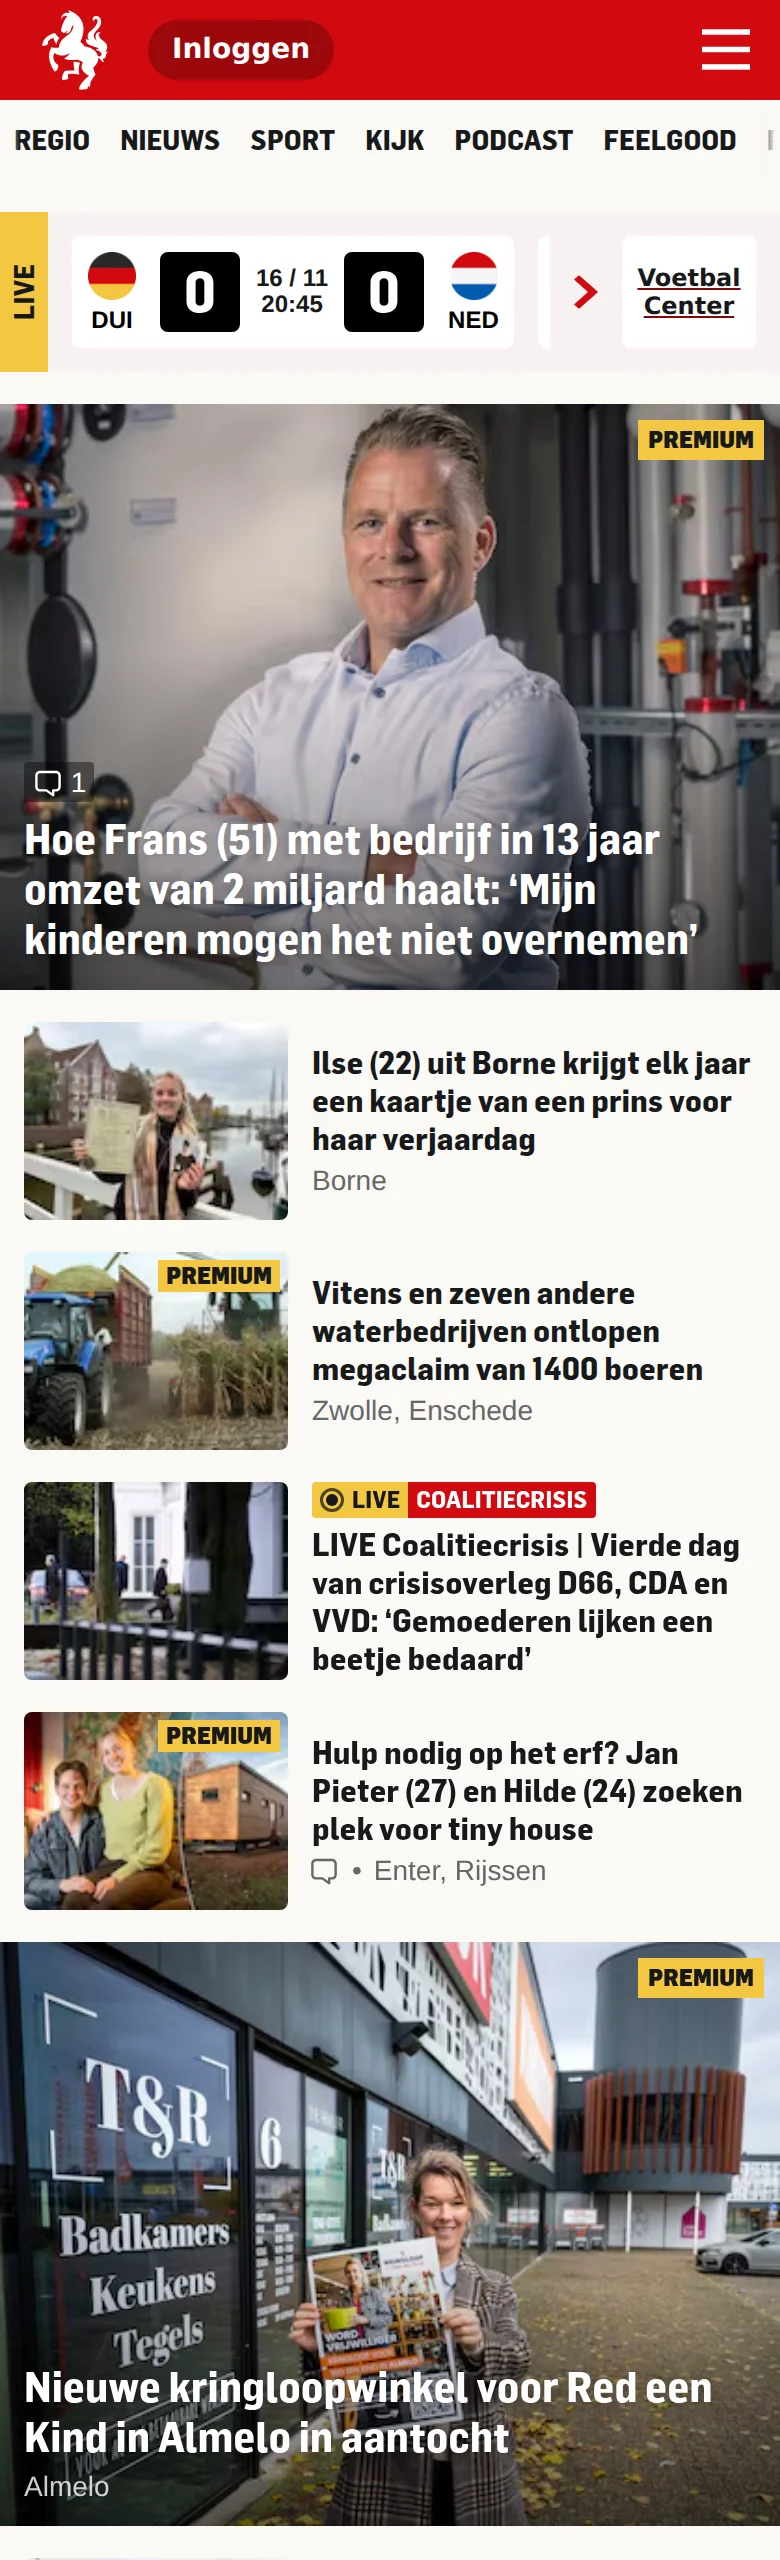 Inloggen
REGIO NIEUWS SPORT KIJK PODCAST FEELGOOD
LIVE
0 16 / 11 0
20:45
DUI NED
Voetbal
Center
PREMIUM
1
Hoe Frans (51) met bedrijf in 13 jaar
omzet van 2 miljard haalt: ‘Mijn
kinderen mogen het niet overnemen’
Ilse (22) uit Borne krijgt elk jaar
een kaartje van een prins voor
haar verjaardag
Borne
PREMIUM
Vitens en zeven andere
waterbedrijven ontlopen
megaclaim van 1400 boeren
Zwolle, Enschede
LIVE COALITIECRISIS
LIVE Coalitiecrisis | Vierde dag
van crisisoverleg D66, CDA en
VVD: ‘Gemoederen lijken een
beetje bedaard’
PREMIUM
Hulp nodig op het erf? Jan
Pieter (27) en Hilde (24) zoeken
plek voor tiny house
• Enter, Rijssen
PREMIUM
T&R
6
T&R
Badkamers
Keukens
Tegels
WORD
VRIJWILLIGER
Nieuwe kringloopwinkel voor Red een
Kind in Almelo in aantocht
Almelo